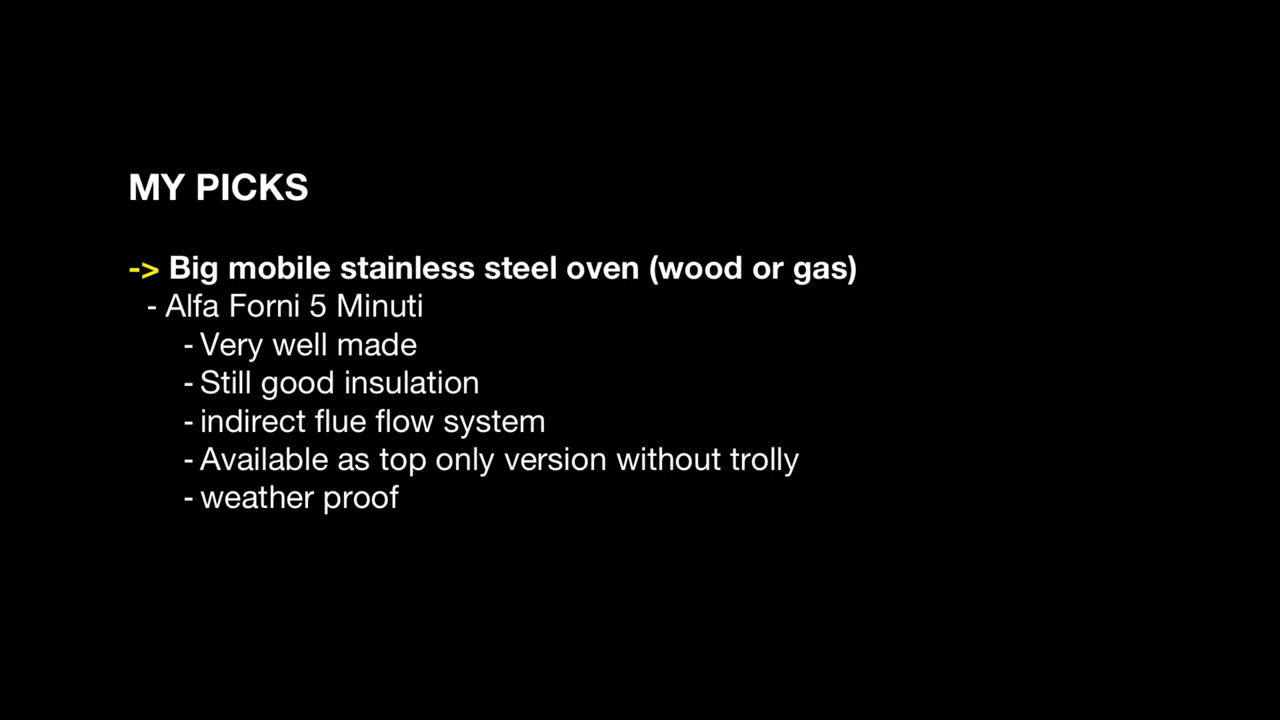 MY PICKS
-> Big mobile stainless steel oven (wood or gas)
- Alfa Forni 5 Minuti
- Very well made
- Still good insulation
- indirect flue flow system
- Available as top only version without trolly
- weather proof